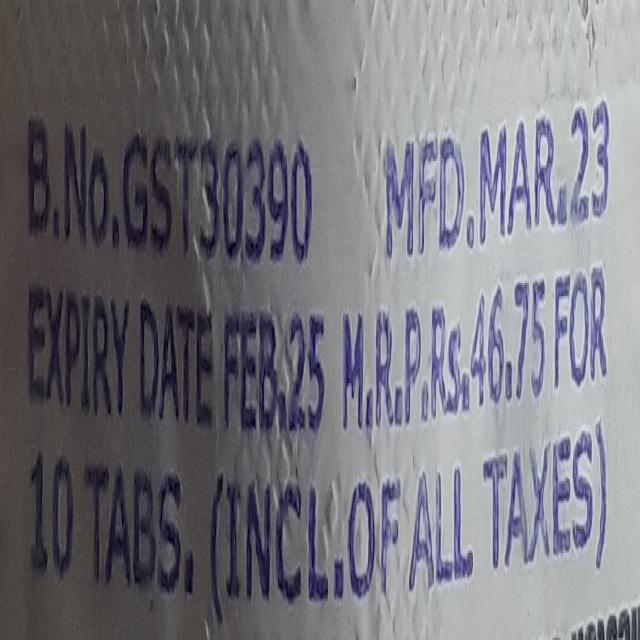 B.No.GST30390 MFD.MAR.23
EXPIRY DATE FEB.25 M.R.P.Rs.46.75 FOR
10 TABS. (INCL.OF ALL TAXES)